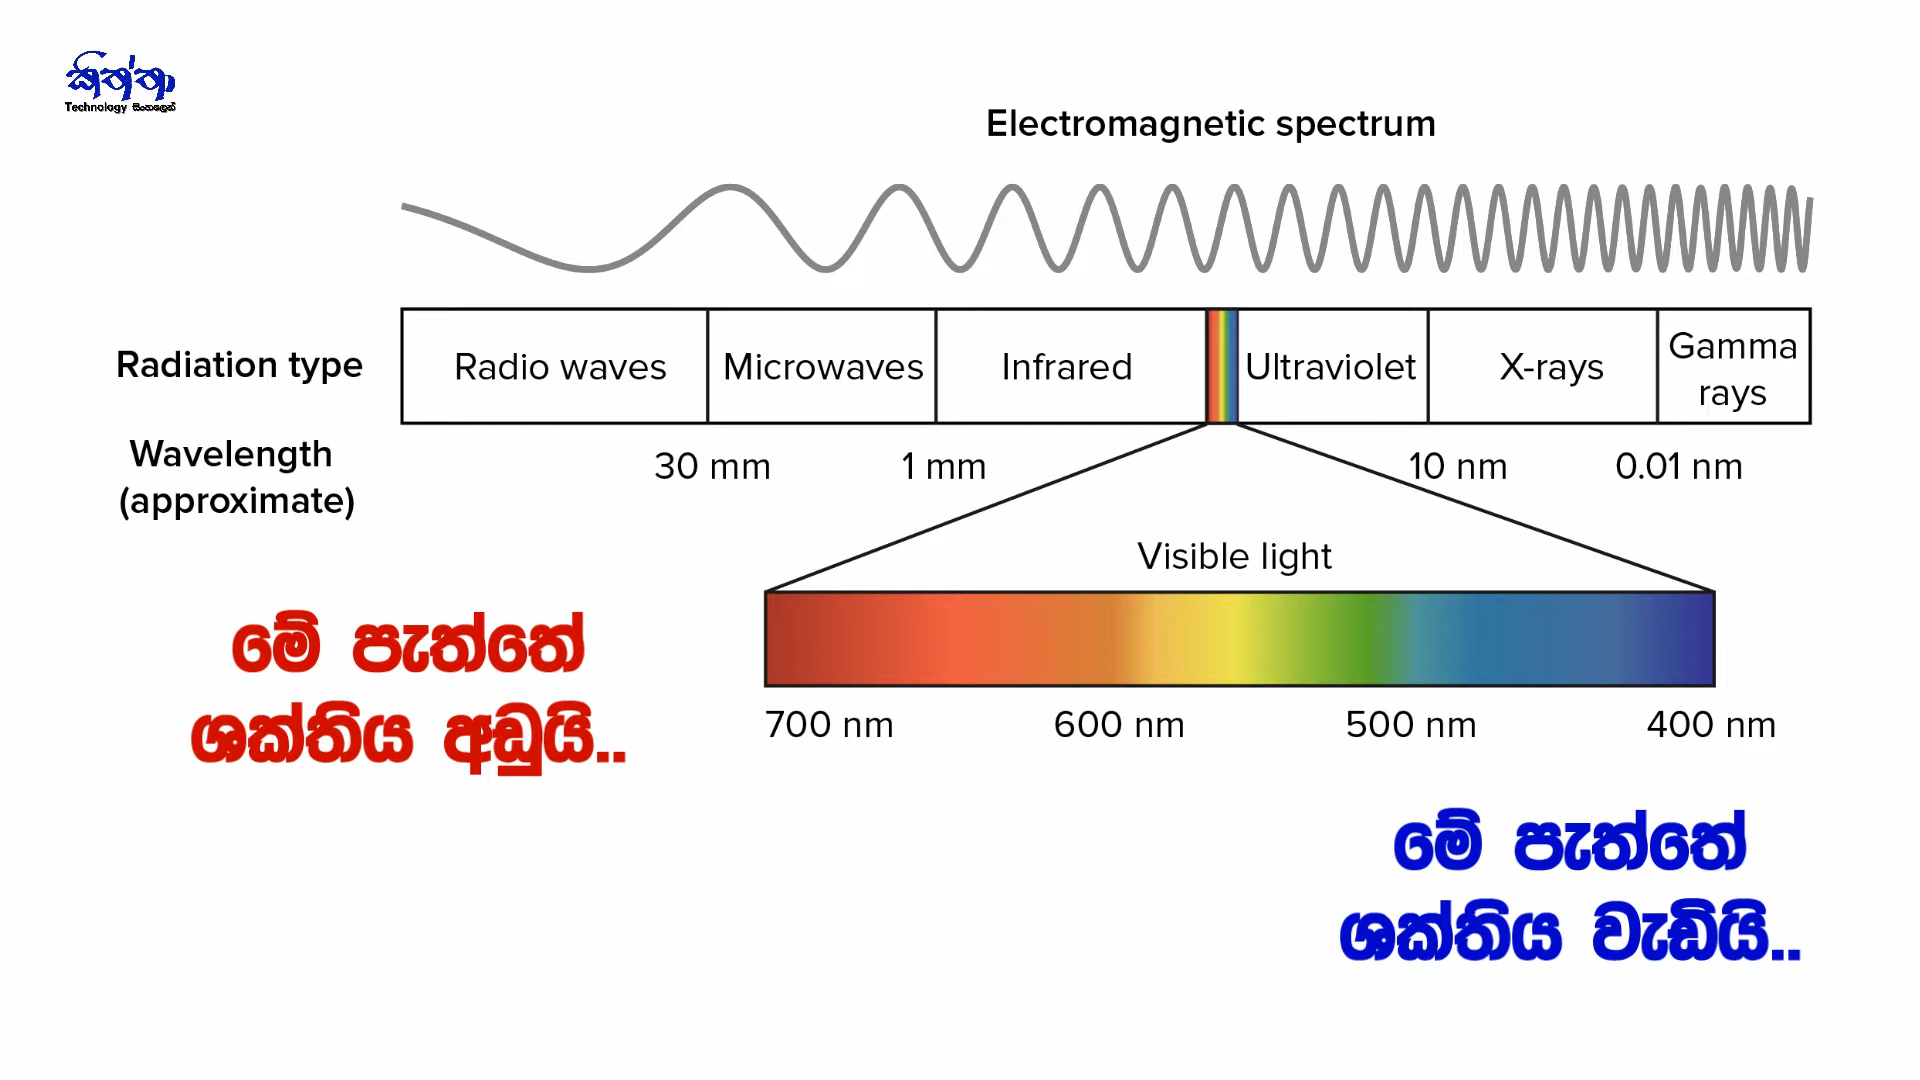 කිත්තා
Technology සිංහලෙන්
Electromagnetic spectrum
Radiation type
Radio waves
Microwaves
Infrared
Ultraviolet
X-rays
Gamma
rays
Wavelength
(approximate)
30 mm
1 mm
10 nm
0.01 nm
Visible light
700 nm
600 nm
500 nm
400 nm
මේ පැත්තේ
ශක්තිය අඩුයි..
මේ පැත්තේ
ශක්තිය වැඩියි..